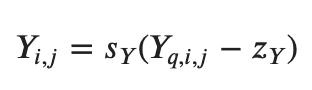 Y_{i,j} = s_Y(Y_{q,i,j} − z_Y)